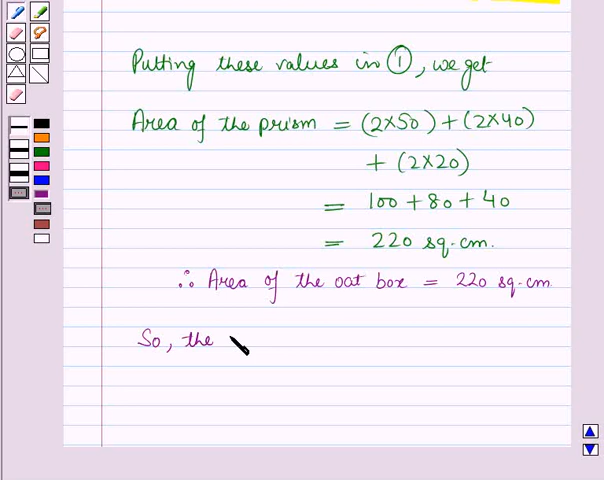 Putting these values in ①, we get
Area of the prism = (2×50) + (2×40)
+ (2×20)
= 100 + 80 + 40
= 220 sq.cm.
∴ Area of the oat box = 220 sq.cm
So, the